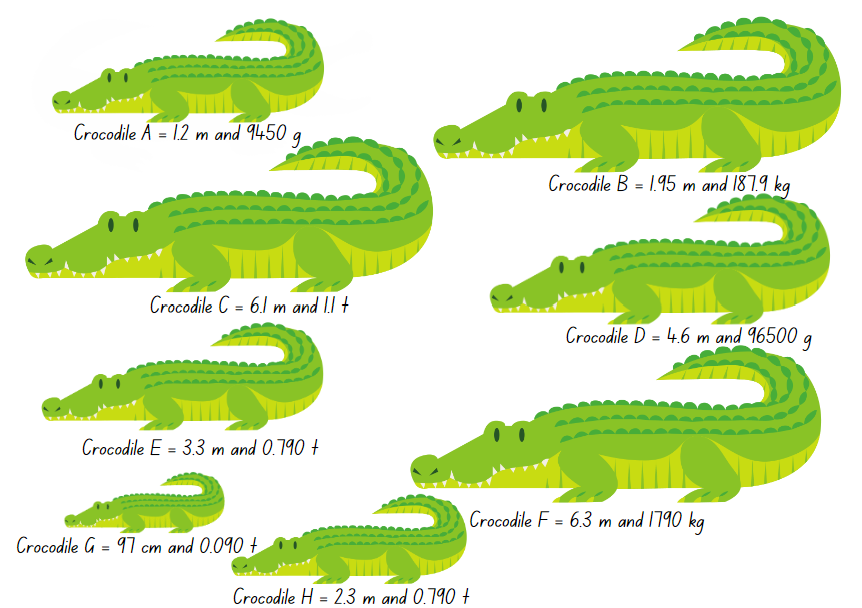 Crocodile A = 1.2 m and 9450 g
Crocodile B = 1.95 m and 187.9 kg
Crocodile C = 6.1 m and 1.1 t
Crocodile D = 4.6 m and 96500 g
Crocodile E = 3.3 m and 0.790 t
Crocodile F = 6.3 m and 1790 kg
Crocodile G = 97 cm and 0.090 t
Crocodile H = 2.3 m and 0.790 t